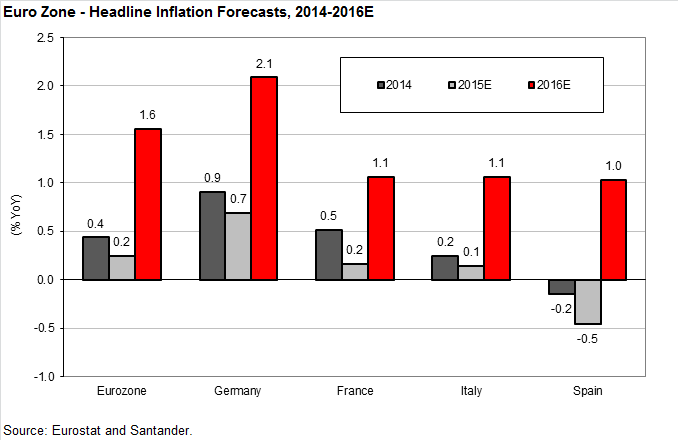 Euro Zone - Headline Inflation Forecasts, 2014-2016E
2.5
2.0
1.5
1.0
0.5
0.0
-0.5
-1.0
(% YoY)
2014 2015E 2016E
0.4 0.2 1.6
0.9 0.7 2.1
0.5 0.2 1.1
0.2 0.1 1.1
-0.2 -0.5 1.0
Eurozone Germany France Italy Spain
Source: Eurostat and Santander.